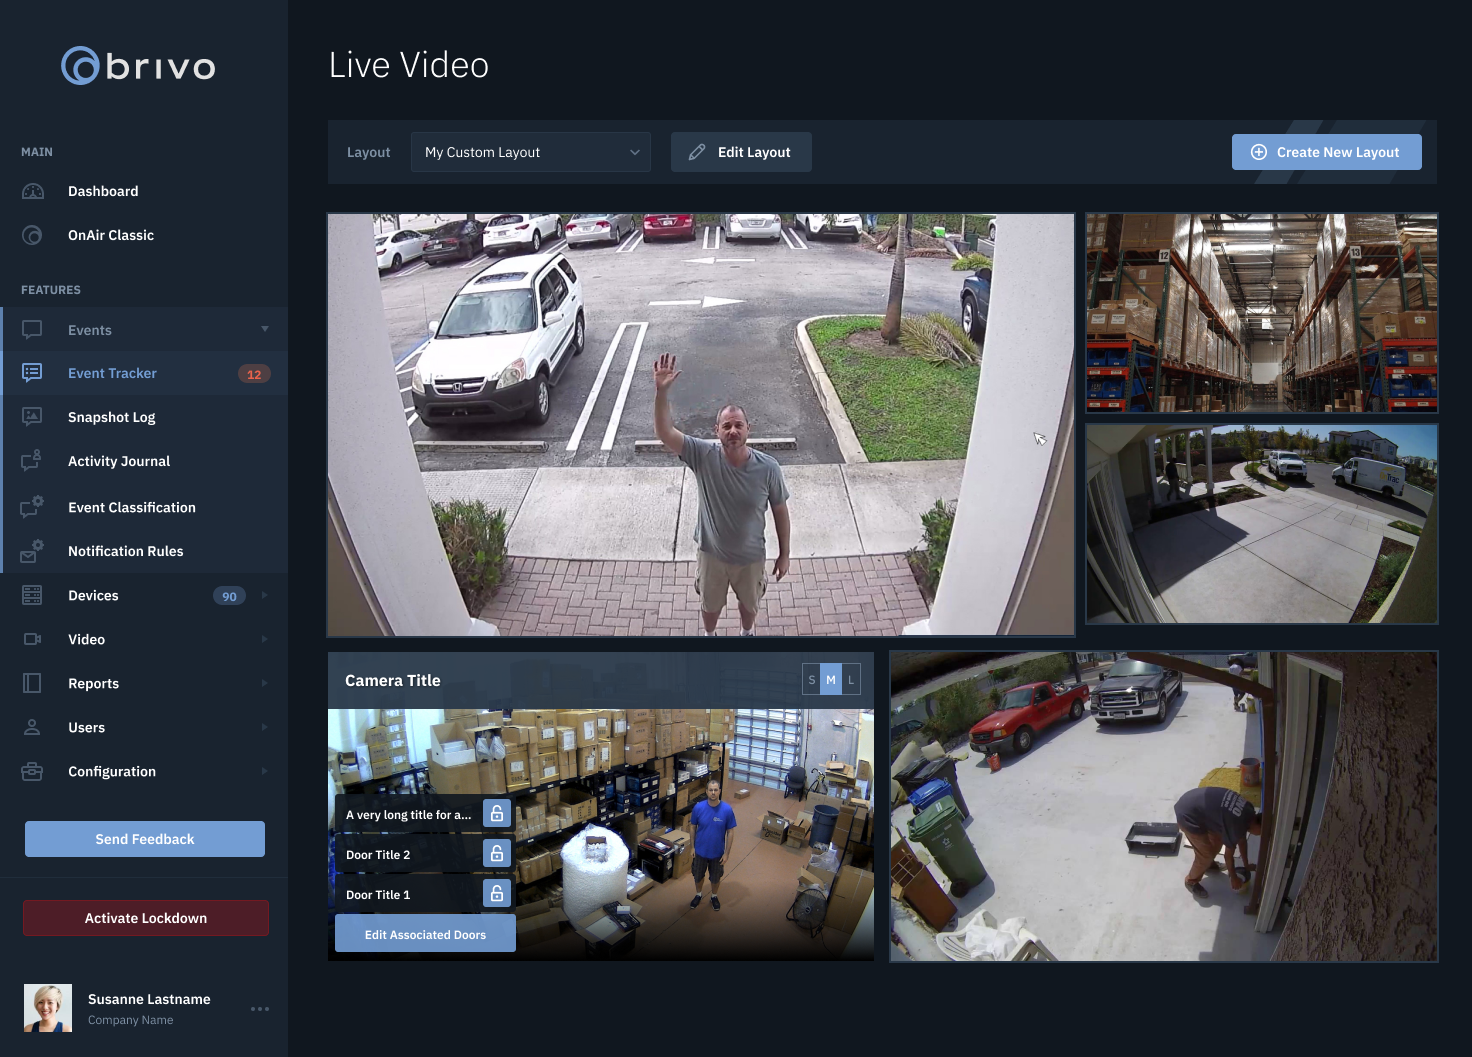 brivo
MAIN
Dashboard
OnAir Classic
FEATURES
Events
Event Tracker 12
Snapshot Log
Activity Journal
Event Classification
Notification Rules
Devices 90
Video
Reports
Users
Configuration
Send Feedback
Activate Lockdown
Susanne Lastname
Company Name
Live Video
Layout My Custom Layout Edit Layout Create New Layout
12 13
Camera Title S M L
A very long title for a...
Door Title 2
Door Title 1
Edit Associated Doors